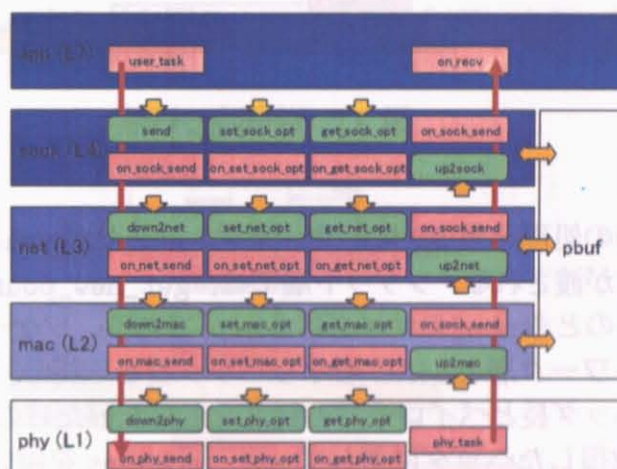 app (L7)
user_task
on_recv
send
set_sock_opt
get_sock_opt
on_sock_send
sock (L4)
on_sock_send
on_set_sock_opt
on_get_sock_opt
up2sock
down2net
set_net_opt
get_net_opt
on_sock_send
net (L3)
pbuf
on_net_send
on_set_net_opt
on_get_net_opt
up2net
down2mac
set_mac_opt
get_mac_opt
on_sock_send
mac (L2)
on_mac_send
on_set_mac_opt
on_get_mac_opt
up2mac
down2phy
set_phy_opt
get_phy_opt
phy (L1)
phy_task
on_phy_send
on_set_phy_opt
on_get_phy_opt